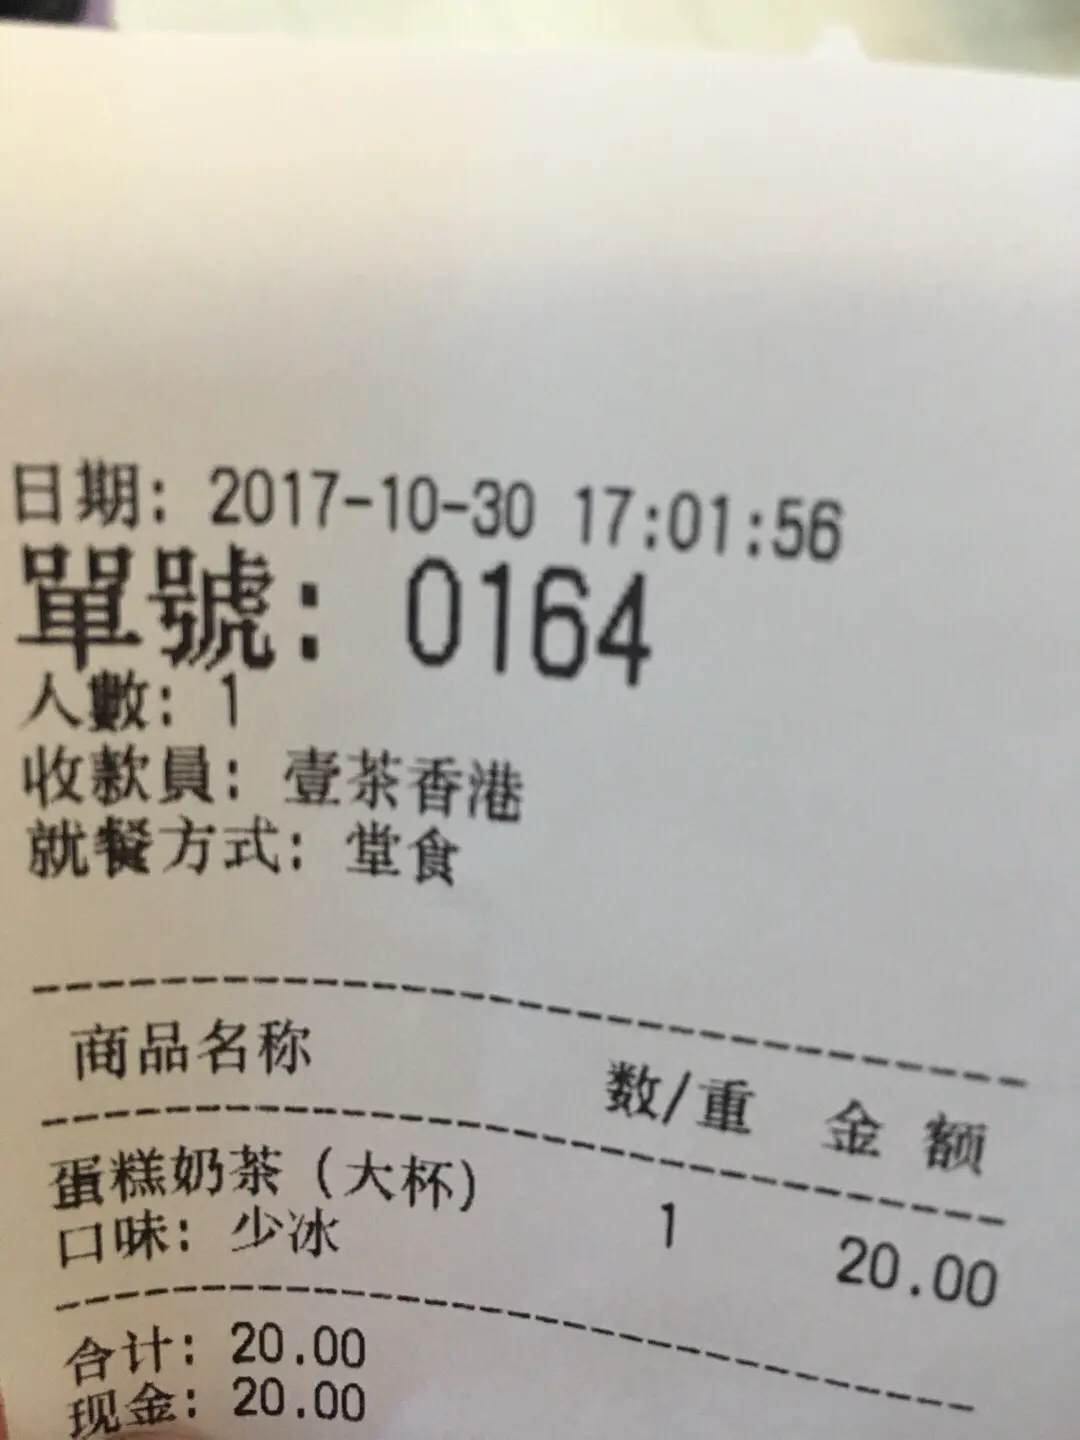 日期: 2017-10-30 17:01:56
單號: 0164
人數: 1
收款員: 壹茶香港
就餐方式: 堂食
商品名称 数/重 金额
蛋糕奶茶(大杯)
口味: 少冰 1 20.00
合计: 20.00
现金: 20.00